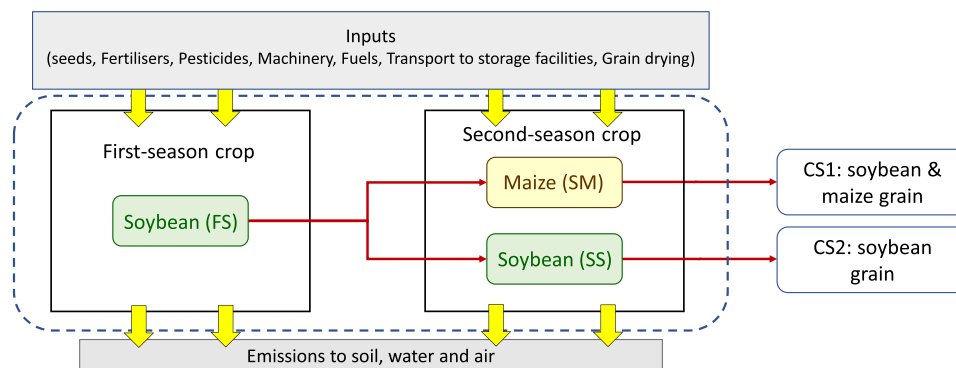 Inputs
(seeds, Fertilisers, Pesticides, Machinery, Fuels, Transport to storage facilities, Grain drying)
First-season crop
Soybean (FS)
Second-season crop
Maize (SM)
Soybean (SS)
CS1: soybean &
maize grain
CS2: soybean
grain
Emissions to soil, water and air